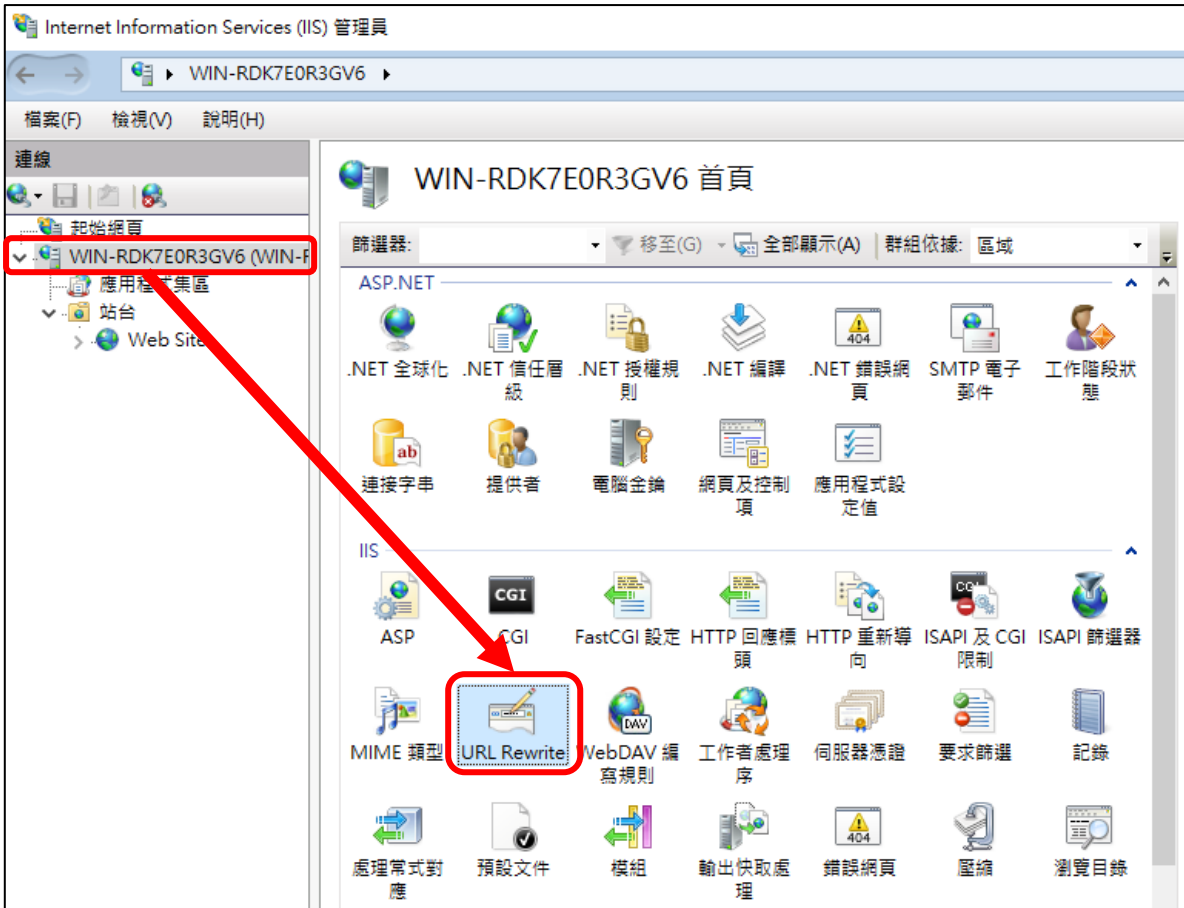 Internet Information Services (IIS) 管理員
WIN-RDK7E0R3GV6
檔案(F) 檢視(V) 說明(H)
連線
起始網頁
WIN-RDK7E0R3GV6 (WIN-R
應用程式集區
站台
Web Site
WIN-RDK7E0R3GV6 首頁
篩選器: 移至(G) 全部顯示(A) 群組依據: 區域
ASP.NET
.NET 全球化 .NET 信任層 .NET 授權規 .NET 編譯 .NET 錯誤網 SMTP 電子 工作階段狀
級 則 頁 郵件 態
ab
連接字串 提供者 電腦金鑰 網頁及控制 應用程式設
項 定值
IIS
CGI
ASP CGI FastCGI 設定 HTTP 回應標 HTTP 重新導 ISAPI 及 CGI ISAPI 篩選器
頭 向 限制
DAV
MIME 類型 URL Rewrite WebDAV 編 工作者處理 伺服器憑證 要求篩選 記錄
寫規則 序
404
處理常式對 預設文件 模組 輸出快取處 錯誤網頁 壓縮 瀏覽目錄
應 理